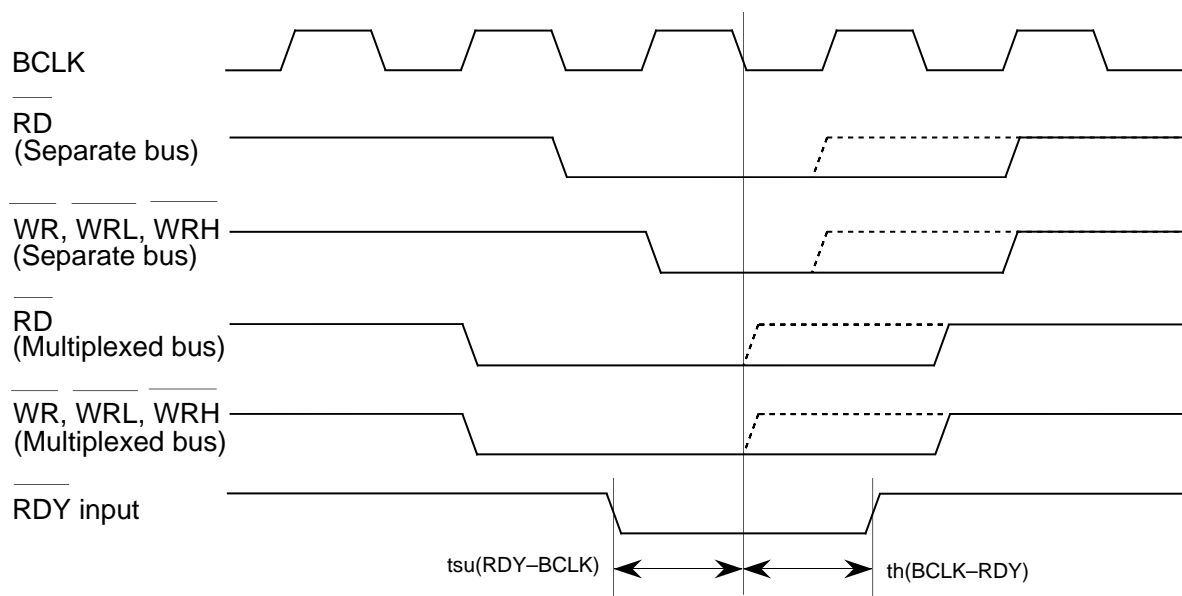 BCLK
RD
(Separate bus)
WR, WRL, WRH
(Separate bus)
RD
(Multiplexed bus)
WR, WRL, WRH
(Multiplexed bus)
RDY input
tsu(RDY–BCLK)
th(BCLK–RDY)